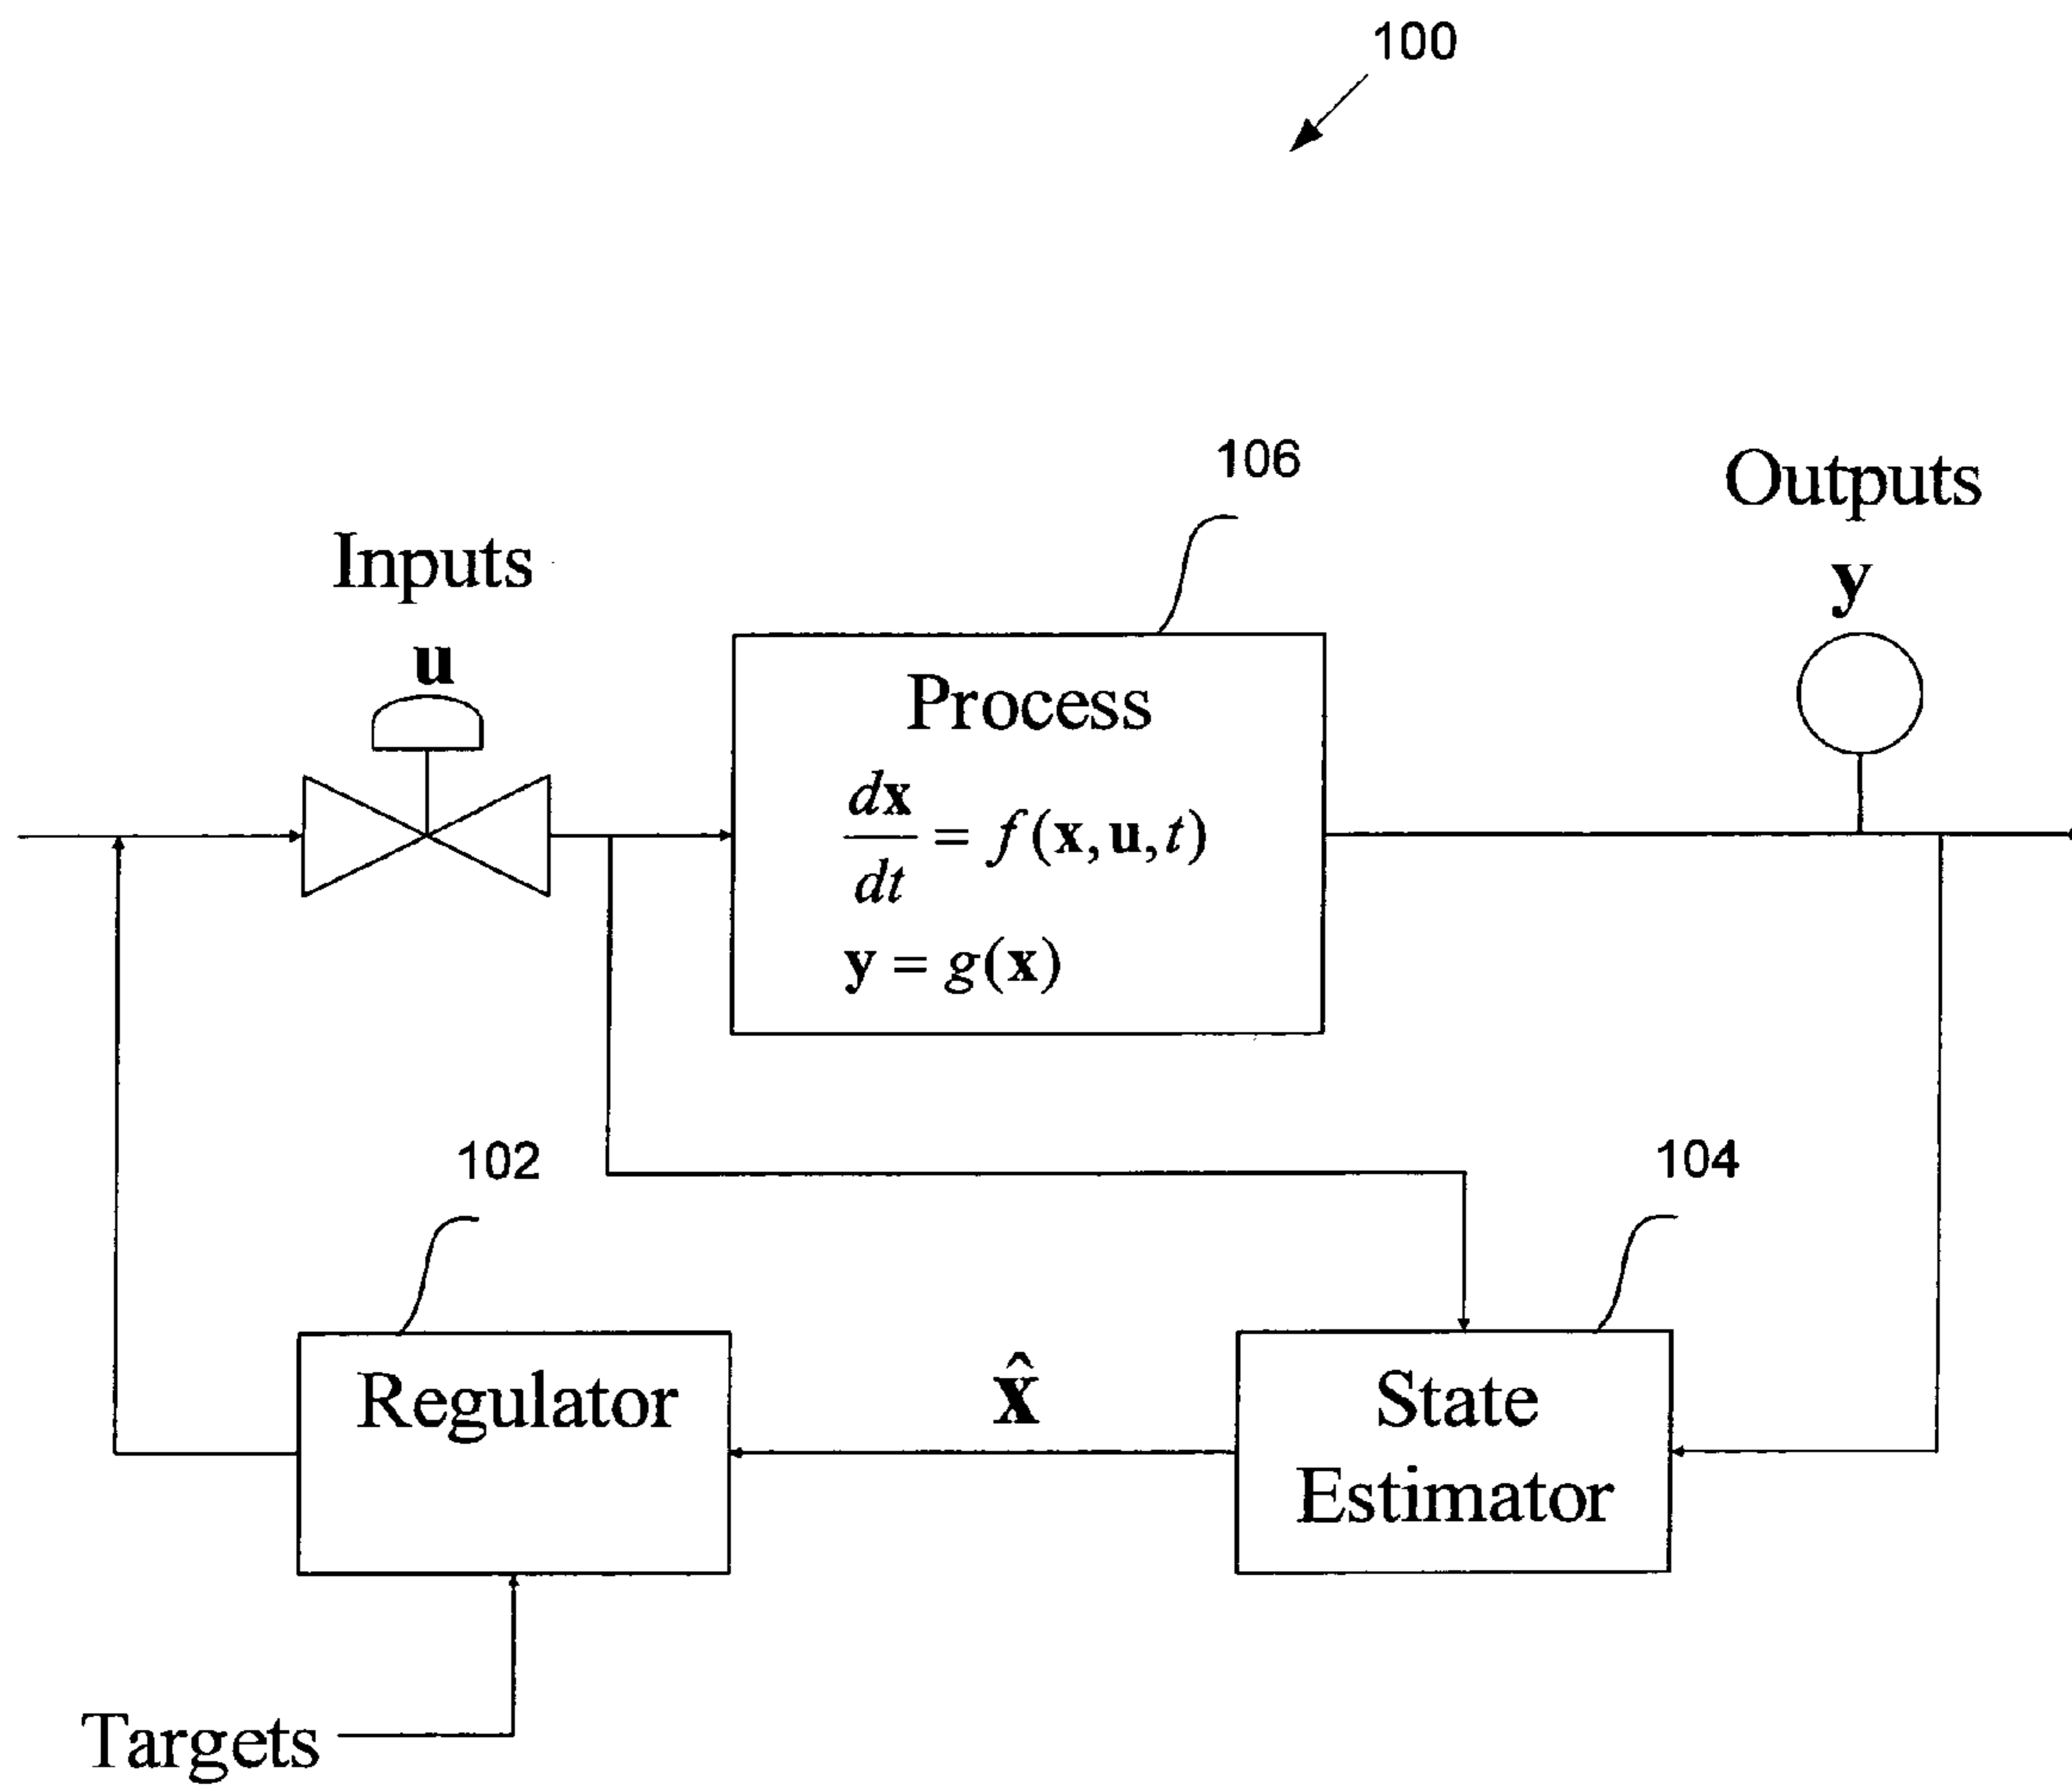 100
106
Outputs
y
Inputs
u
Process
dx/dt = f(x, u, t)
y = g(x)
102
104
Regulator
x̂
State
Estimator
Targets